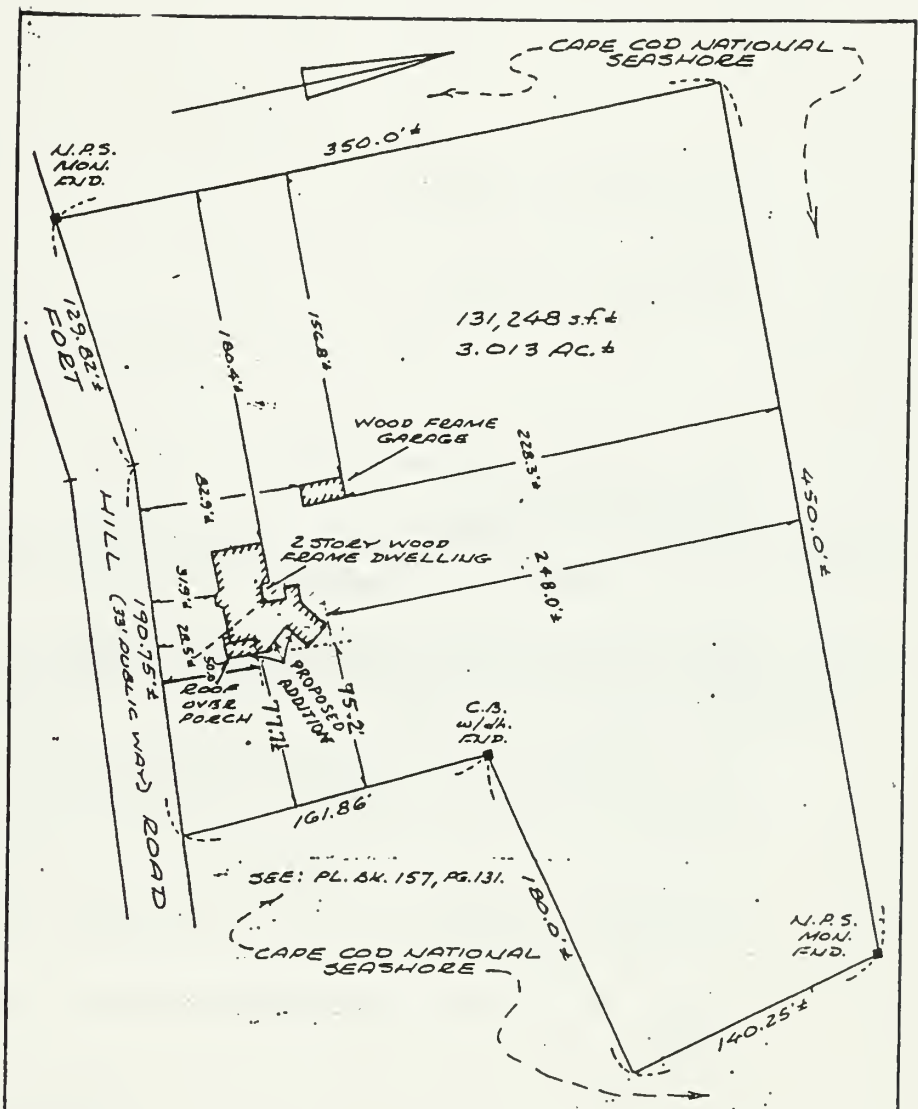 CAPE COD NATIONAL
SEASHORE
N.P.S.
MON.
FND.
350.0'±
129.82'±
FORT
180.4'±
156.8'±
131,248 s.f.±
3.013 AC.±
WOOD FRAME
GARAGE
82.9'±
228.3'±
450.0'±
2 STORY WOOD
FRAME DWELLING
248.0'±
HILL (33' PUBLIC WAY) ROAD
190.75'±
31.9'±
28.5'±
50.0
ROOF
OVER
PORCH
PROPOSED
ADDITION
77.7±
75.2'
C.B.
w/dh.
FND.
161.86'
SEE: PL. BK. 157, PG. 131.
180.0'±
CAPE COD NATIONAL
SEASHORE
N.P.S.
MON.
FND.
140.25'±